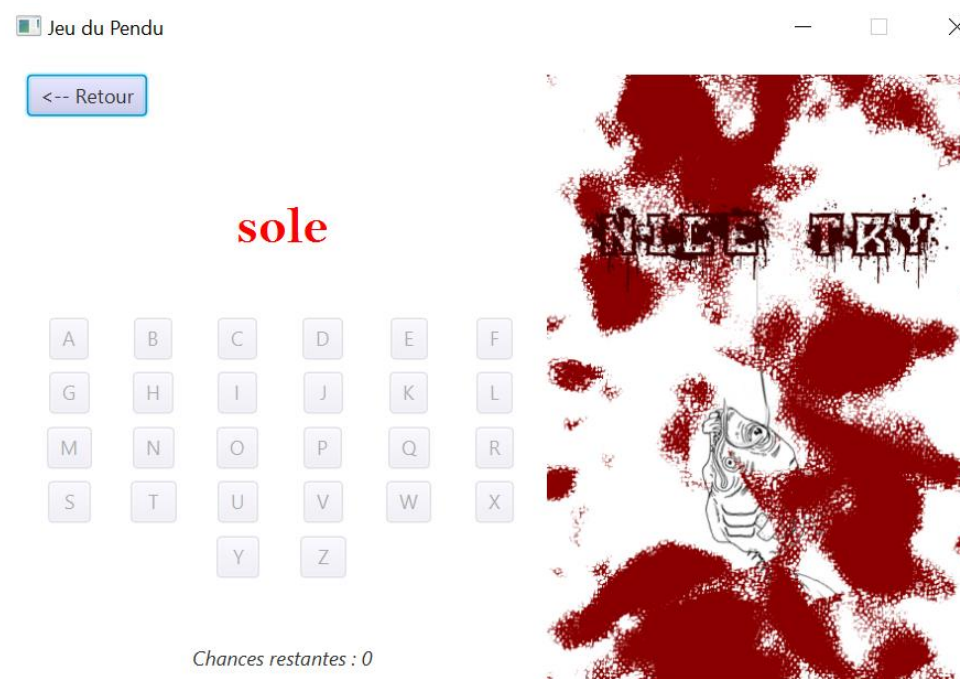 Jeu du Pendu
<-- Retour
sole
NICE TRY
A B C D E F
G H I J K L
M N O P Q R
S T U V W X
Y Z
Chances restantes : 0